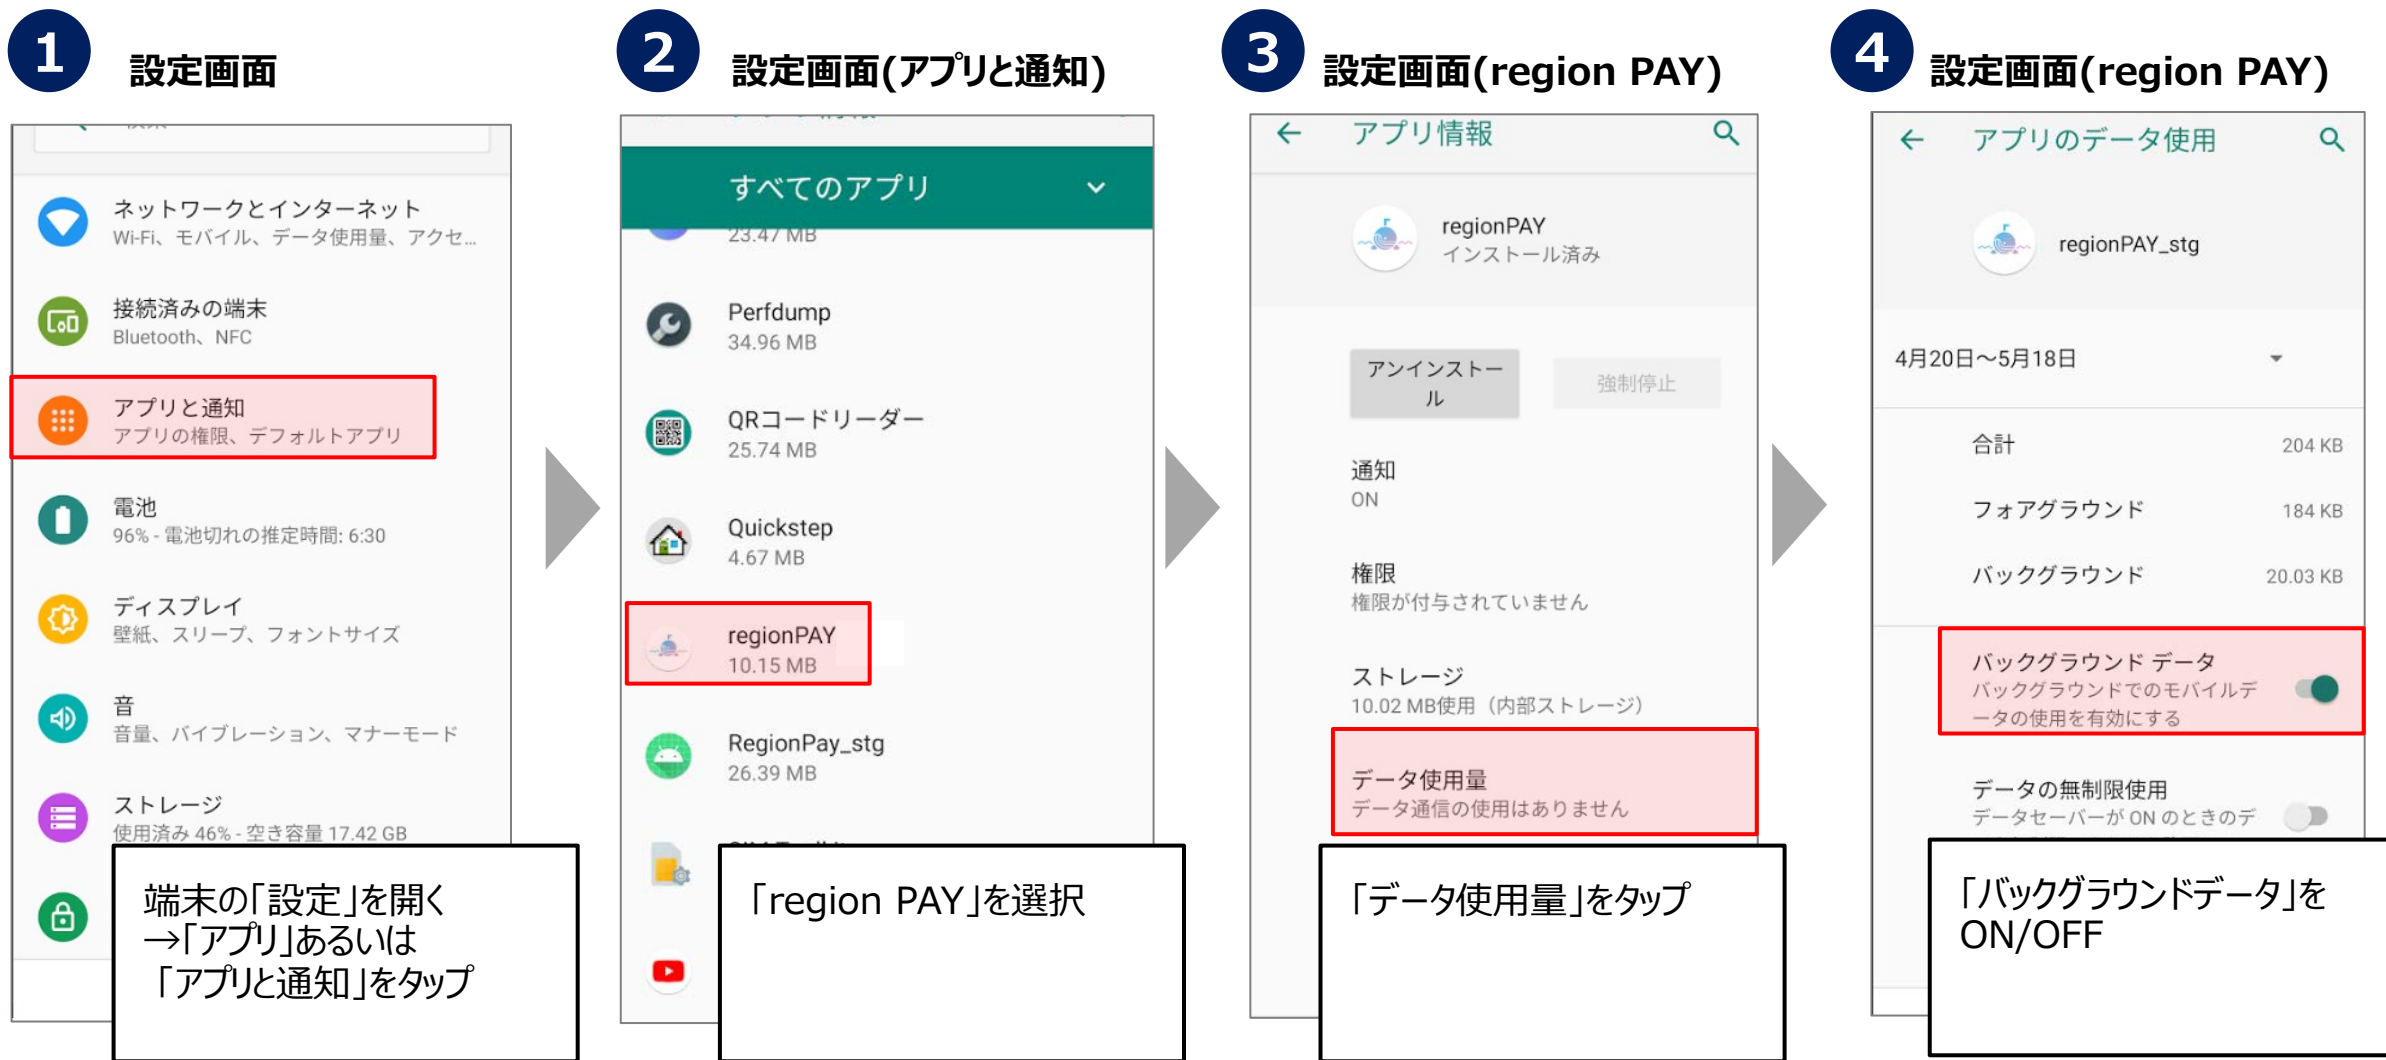 1
設定画面
ネットワークとインターネット
Wi-Fi、モバイル、データ使用量、アクセ...
接続済みの端末
Bluetooth、NFC
アプリと通知
アプリの権限、デフォルトアプリ
電池
96% - 電池切れの推定時間: 6:30
ディスプレイ
壁紙、スリープ、フォントサイズ
音
音量、バイブレーション、マナーモード
ストレージ
使用済み 46% - 空き容量 17.42 GB
端末の「設定」を開く
→「アプリ」あるいは
「アプリと通知」をタップ
2
設定画面(アプリと通知)
すべてのアプリ
23.47 MB
Perfdump
34.96 MB
QRコードリーダー
25.74 MB
Quickstep
4.67 MB
regionPAY
10.15 MB
RegionPay_stg
26.39 MB
「region PAY」を選択
3
設定画面(region PAY)
アプリ情報
regionPAY
インストール済み
アンインストー
ル
強制停止
通知
ON
権限
権限が付与されていません
ストレージ
10.02 MB使用（内部ストレージ）
データ使用量
データ通信の使用はありません
「データ使用量」をタップ
4
設定画面(region PAY)
アプリのデータ使用
regionPAY_stg
4月20日～5月18日
合計
204 KB
フォアグラウンド
184 KB
バックグラウンド
20.03 KB
バックグラウンド データ
バックグラウンドでのモバイルデ
ータの使用を有効にする
データの無制限使用
データセーバーが ON のときのデ
「バックグラウンドデータ」を
ON/OFF